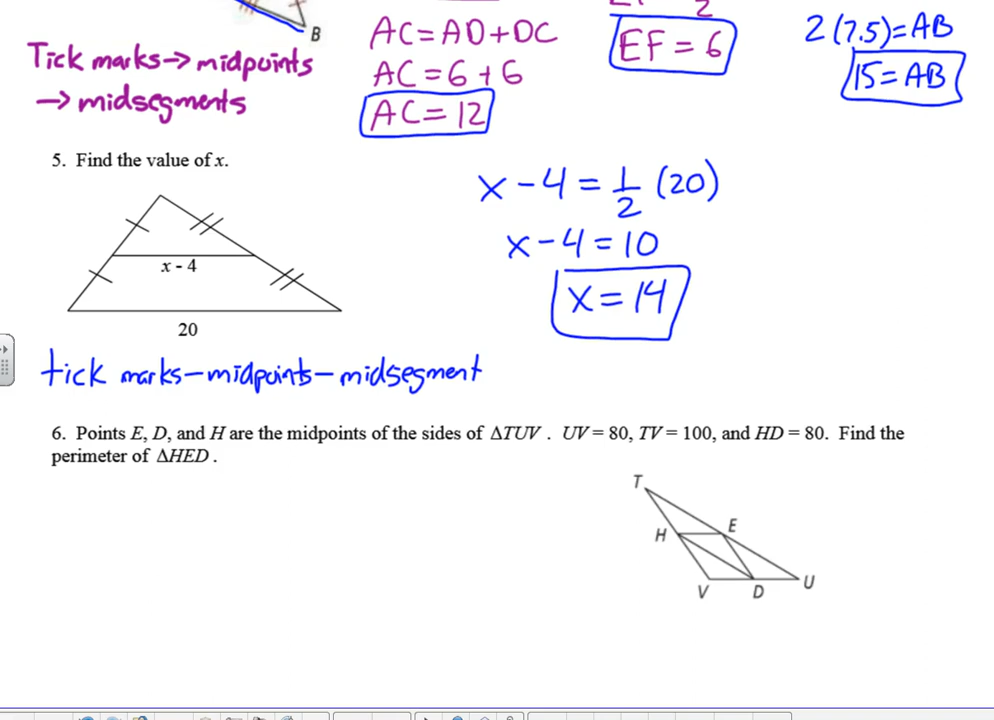 B
Tick marks→midpoints
→midsegments
AC=AD+DC
AC=6+6
AC=12
2
EF=6
2(7.5)=AB
15=AB
5. Find the value of x.
x - 4
20
x-4=1/2(20)
x-4=10
x=14
tick marks-midpoints-midsegment
6. Points E, D, and H are the midpoints of the sides of ΔTUV . UV = 80, TV = 100, and HD = 80. Find the
perimeter of ΔHED .
T
H
E
V
D
U